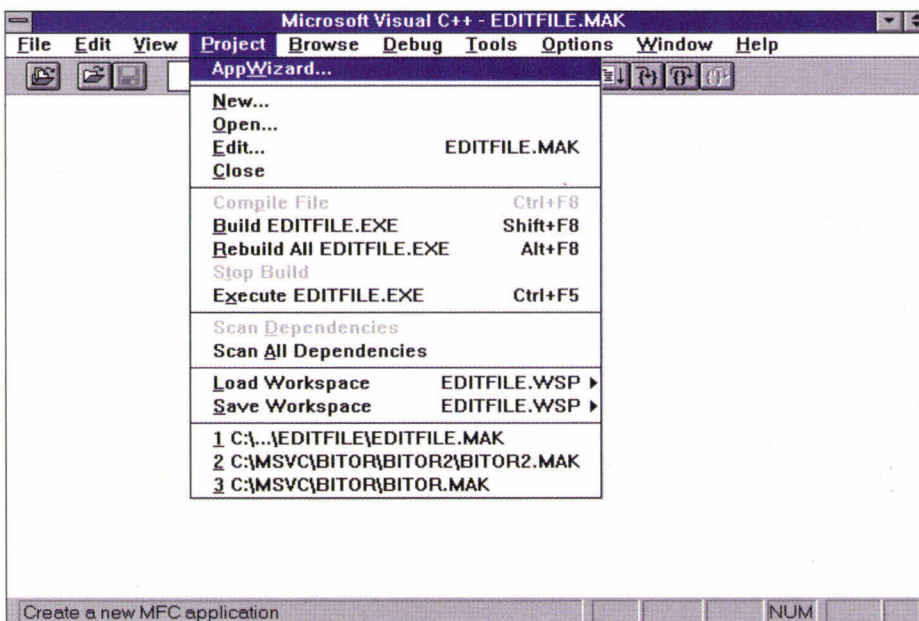 Microsoft Visual C++ - EDITFILE.MAK
File Edit View Project Browse Debug Tools Options Window Help
AppWizard...
New...
Open...
Edit... EDITFILE.MAK
Close
Compile File Ctrl+F8
Build EDITFILE.EXE Shift+F8
Rebuild All EDITFILE.EXE Alt+F8
Stop Build
Execute EDITFILE.EXE Ctrl+F5
Scan Dependencies
Scan All Dependencies
Load Workspace EDITFILE.WSP
Save Workspace EDITFILE.WSP
1 C:\...\EDITFILE\EDITFILE.MAK
2 C:\MSVC\BITOR\BITOR2\BITOR2.MAK
3 C:\MSVC\BITOR\BITOR.MAK
Create a new MFC application NUM